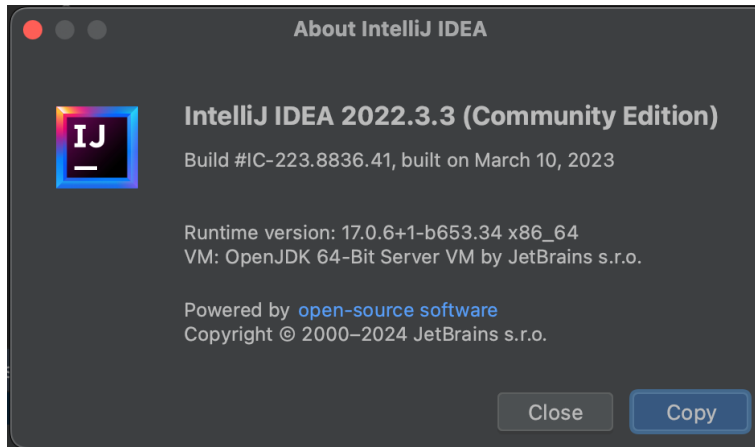 About IntelliJ IDEA
IJ
IntelliJ IDEA 2022.3.3 (Community Edition)
Build #IC-223.8836.41, built on March 10, 2023
Runtime version: 17.0.6+1-b653.34 x86_64
VM: OpenJDK 64-Bit Server VM by JetBrains s.r.o.
Powered by open-source software
Copyright © 2000–2024 JetBrains s.r.o.
Close Copy